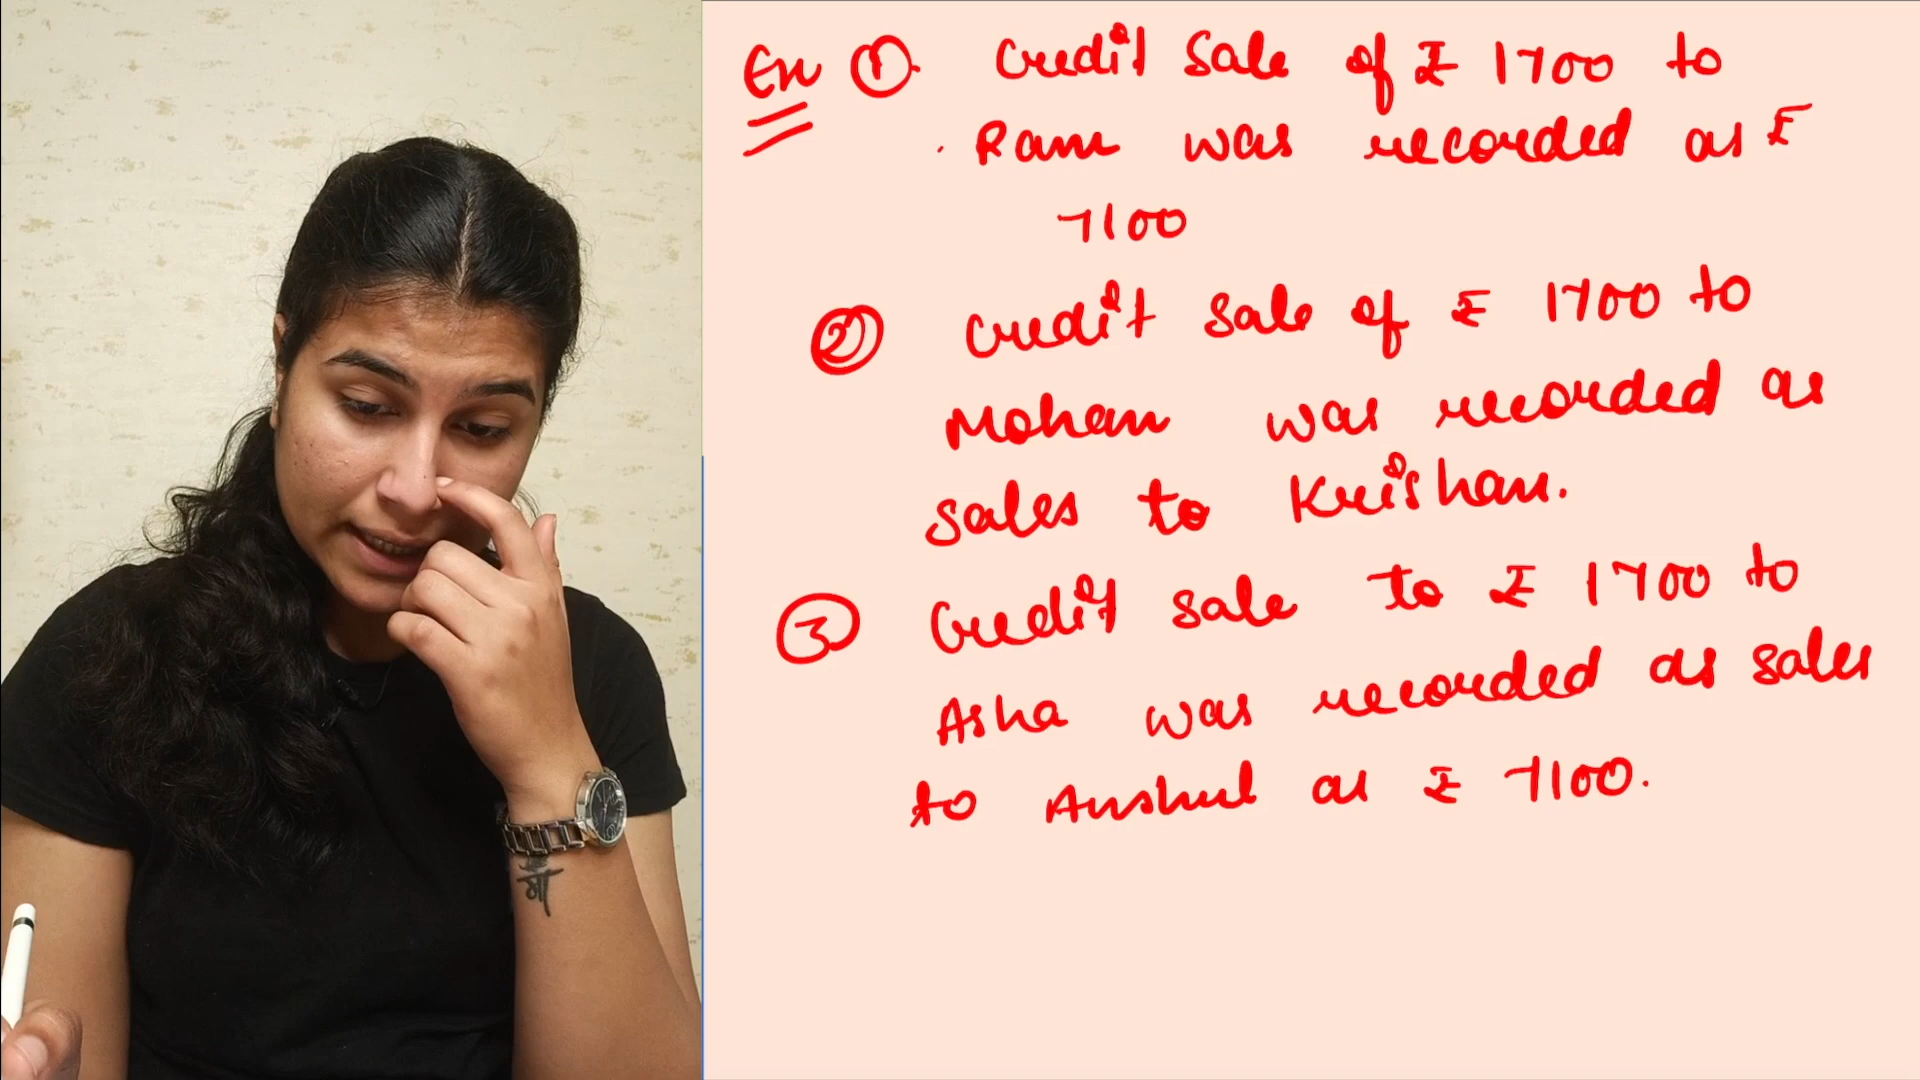 Ex ①. Credit Sale of ₹ 1700 to
Ram was recorded as ₹
7100
② Credit sale of ₹ 1700 to
Mohan was recorded as
sales to Krishan.
③ Credit sale to ₹ 1700 to
Asha was recorded as sales
to Anshul as ₹ 7100.
माँ